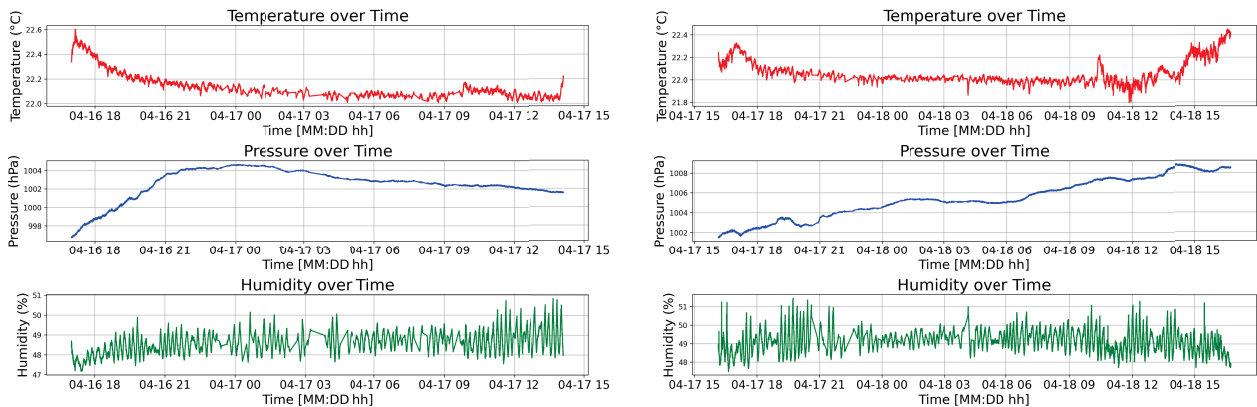 Temperature over Time
Temperature (°C)
22.6
22.4
22.2
22.0
04-16 18 04-16 21 04-17 00 04-17 03 04-17 06 04-17 09 04-17 12 04-17 15
Time [MM:DD hh]
Pressure over Time
Pressure (hPa)
1004
1002
1000
998
04-16 18 04-16 21 04-17 00 04-17 03 04-17 06 04-17 09 04-17 12 04-17 15
Time [MM:DD hh]
Humidity over Time
Humidity (%)
51
50
49
48
47
04-16 18 04-16 21 04-17 00 04-17 03 04-17 06 04-17 09 04-17 12 04-17 15
Time [MM:DD hh]
Temperature over Time
Temperature (°C)
22.4
22.2
22.0
21.8
04-17 15 04-17 18 04-17 21 04-18 00 04-18 03 04-18 06 04-18 09 04-18 12 04-18 15
Time [MM:DD hh]
Pressure over Time
Pressure (hPa)
1008
1006
1004
1002
04-17 15 04-17 18 04-17 21 04-18 00 04-18 03 04-18 06 04-18 09 04-18 12 04-18 15
Time [MM:DD hh]
Humidity over Time
Humidity (%)
51
50
49
48
04-17 15 04-17 18 04-17 21 04-18 00 04-18 03 04-18 06 04-18 09 04-18 12 04-18 15
Time [MM:DD hh]